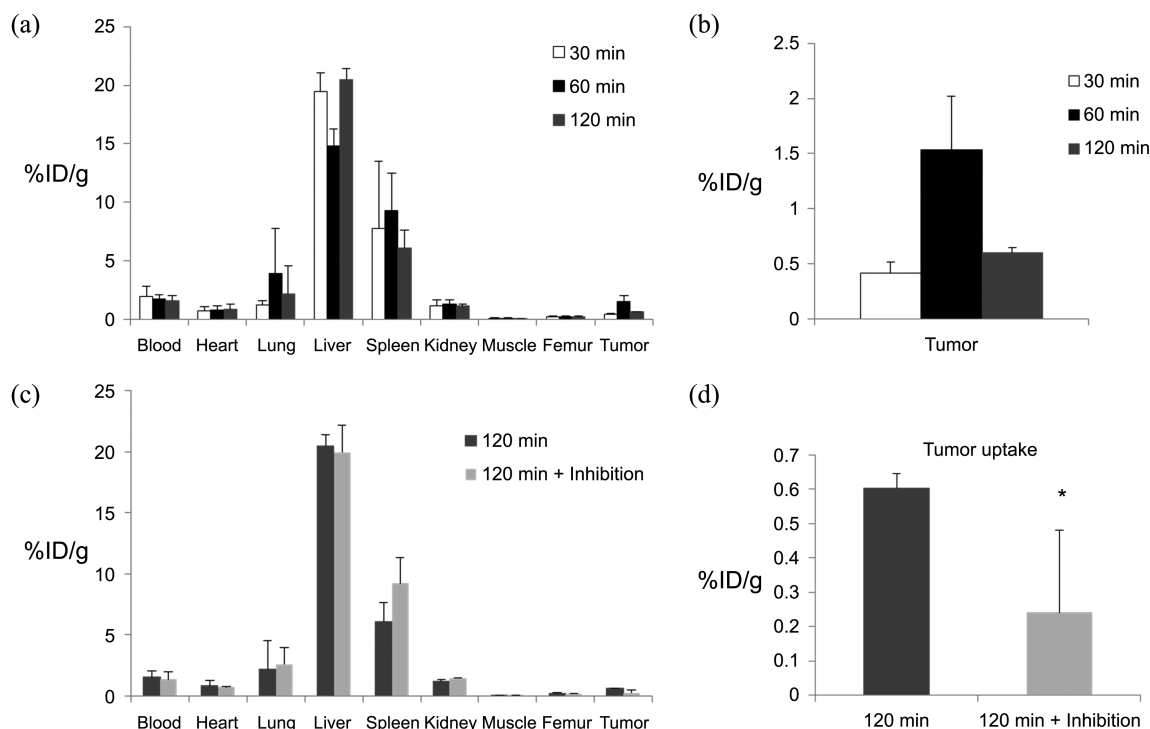 (a)
25
20
15
10
5
0
%ID/g
30 min
60 min
120 min
Blood Heart Lung Liver Spleen Kidney Muscle Femur Tumor
(b)
2.5
2
1.5
1
0.5
0
%ID/g
30 min
60 min
120 min
Tumor
(c)
25
20
15
10
5
0
%ID/g
120 min
120 min + Inhibition
Blood Heart Lung Liver Spleen Kidney Muscle Femur Tumor
(d)
Tumor uptake
0.7
0.6
0.5
0.4
0.3
0.2
0.1
0
%ID/g
*
120 min 120 min + Inhibition